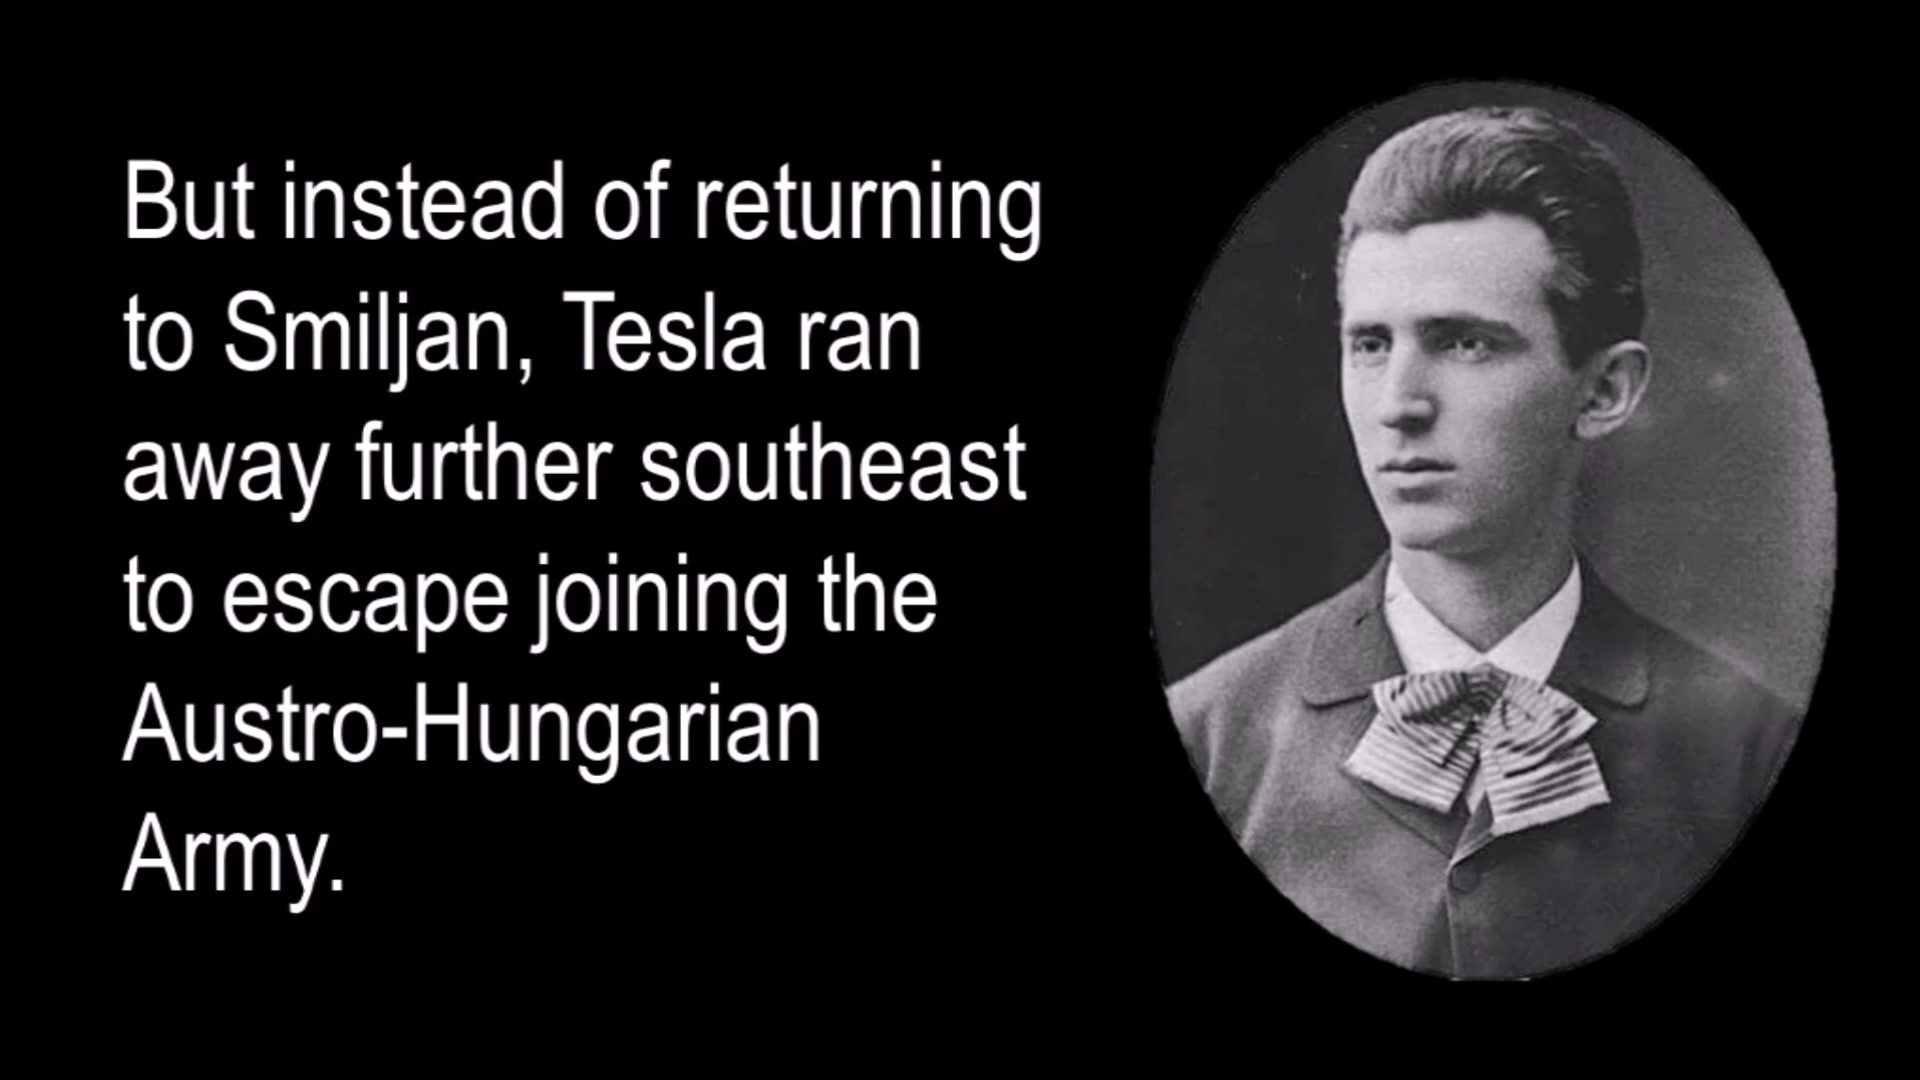 But instead of returning
to Smiljan, Tesla ran
away further southeast
to escape joining the
Austro-Hungarian
Army.